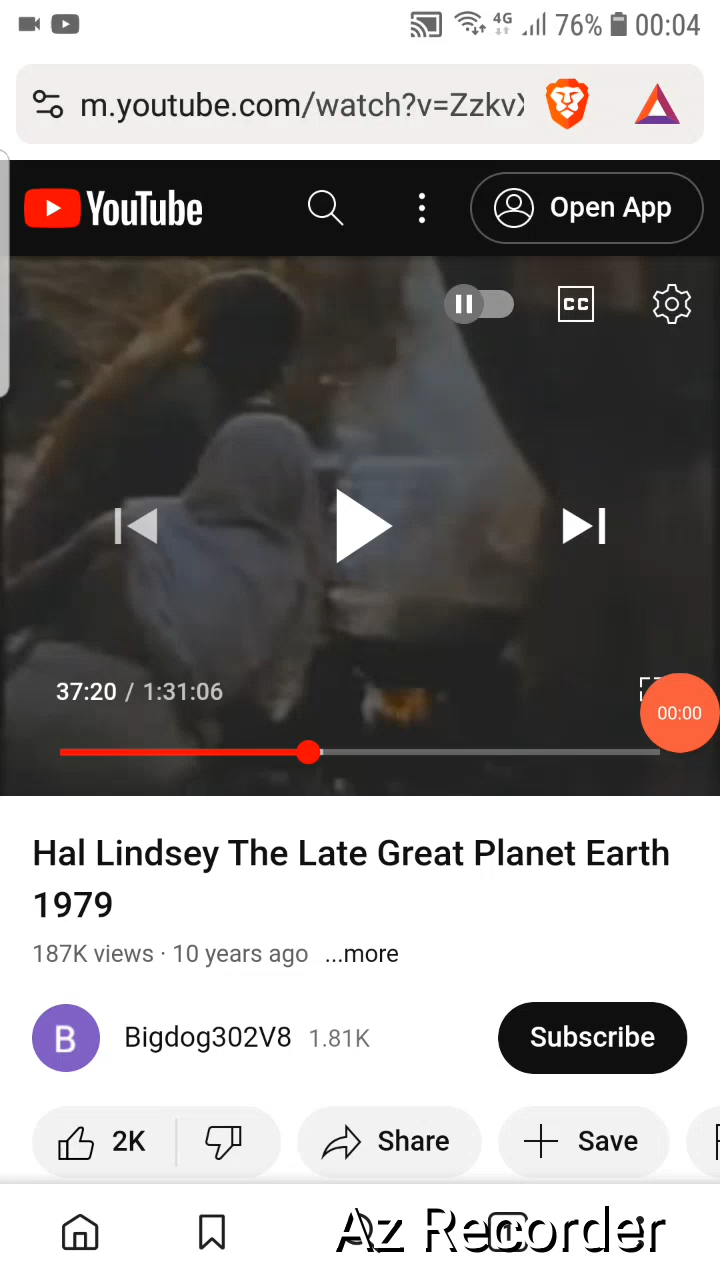 4G 76% 00:04
m.youtube.com/watch?v=Zzkv
YouTube
Open App
CC
37:20 / 1:31:06
00:00
Hal Lindsey The Late Great Planet Earth
1979
187K views · 10 years ago ...more
B Bigdog302V8 1.81K Subscribe
2K Share Save
Az Recorder